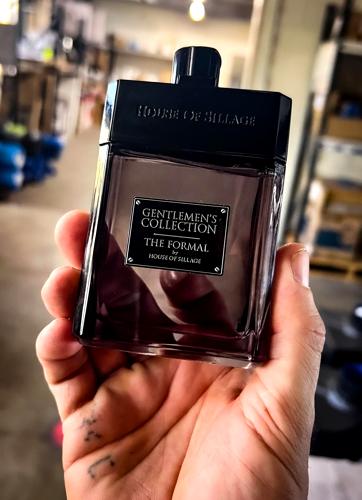 HOUSE OF SILLAGE
GENTLEMEN'S
COLLECTION
THE FORMAL
by
HOUSE OF SILLAGE